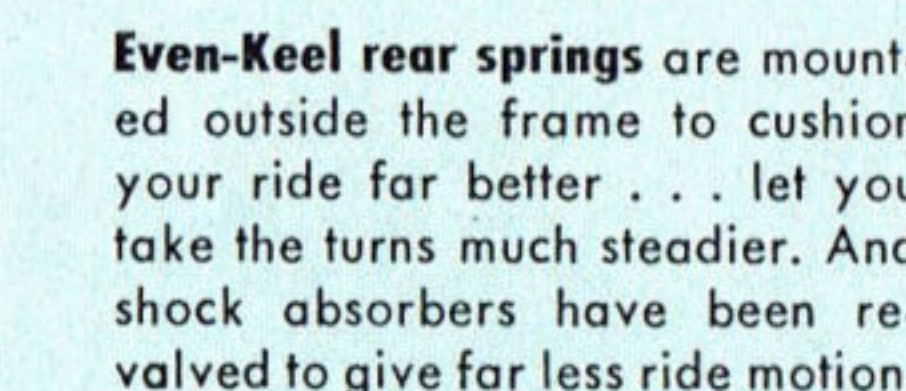 Even-Keel rear springs are mount
ed outside the frame to cushion
your ride far better . . . let you
take the turns much steadier. And
shock absorbers have been re
valved to give far less ride motion